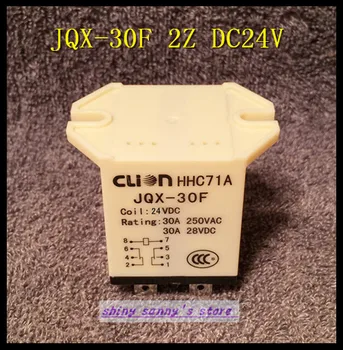 JQX-30F 2Z DC24V
CLION HHC71A
JQX-30F
Coil: 24VDC
Rating: 30A 250VAC
30A 28VDC
8 7
6 5
4 3
2 1
CCC
shiny sunny's store